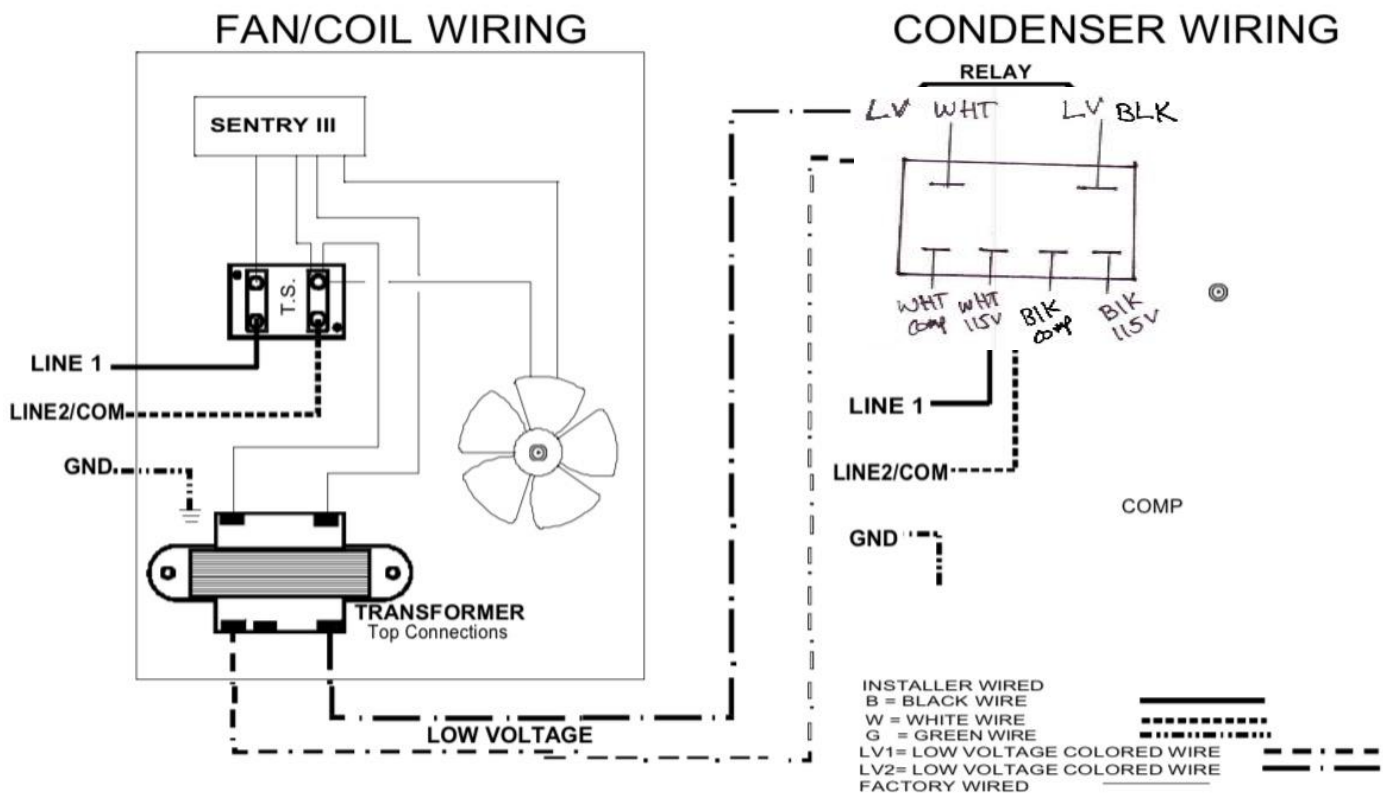 FAN/COIL WIRING
SENTRY III
T.S.
LINE 1
LINE2/COM
GND
TRANSFORMER
Top Connections
LOW VOLTAGE
CONDENSER WIRING
RELAY
LV WHT LV BLK
WHT comp
WHT 115V
BlK comp
BlK 115V
LINE 1
LINE2/COM
GND
COMP
INSTALLER WIRED
B = BLACK WIRE
W = WHITE WIRE
G = GREEN WIRE
LV1= LOW VOLTAGE COLORED WIRE
LV2= LOW VOLTAGE COLORED WIRE
FACTORY WIRED